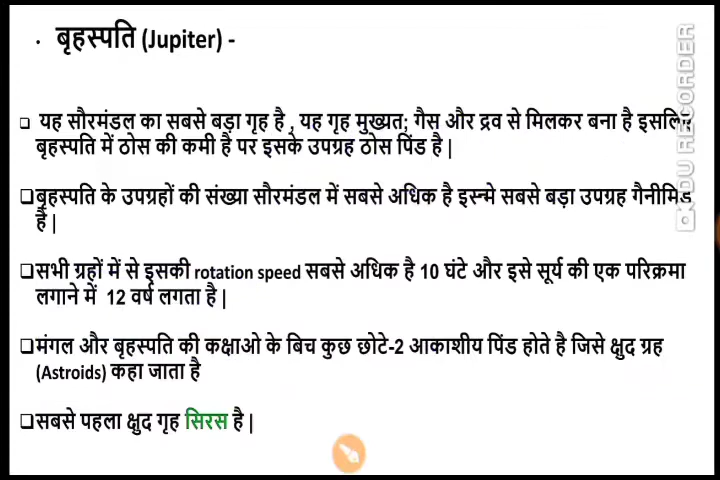 • बृहस्पति (Jupiter) -
❑ यह सौरमंडल का सबसे बड़ा गृह है , यह गृह मुख्यत; गैस और द्रव से मिलकर बना है इसलिए
बृहस्पति में ठोस की कमी है पर इसके उपग्रह ठोस पिंड है |
❑बृहस्पति के उपग्रहों की संख्या सौरमंडल में सबसे अधिक है इस्न्मे सबसे बड़ा उपग्रह गैनीमिड
है |
❑सभी ग्रहों में से इसकी rotation speed सबसे अधिक है 10 घंटे और इसे सूर्य की एक परिक्रमा
लगाने में 12 वर्ष लगता है |
❑मंगल और बृहस्पति की कक्षाओ के बिच कुछ छोटे-2 आकाशीय पिंड होते है जिसे क्षुद ग्रह
(Astroids) कहा जाता है
❑सबसे पहला क्षुद गृह सिरस है |
RECORDER